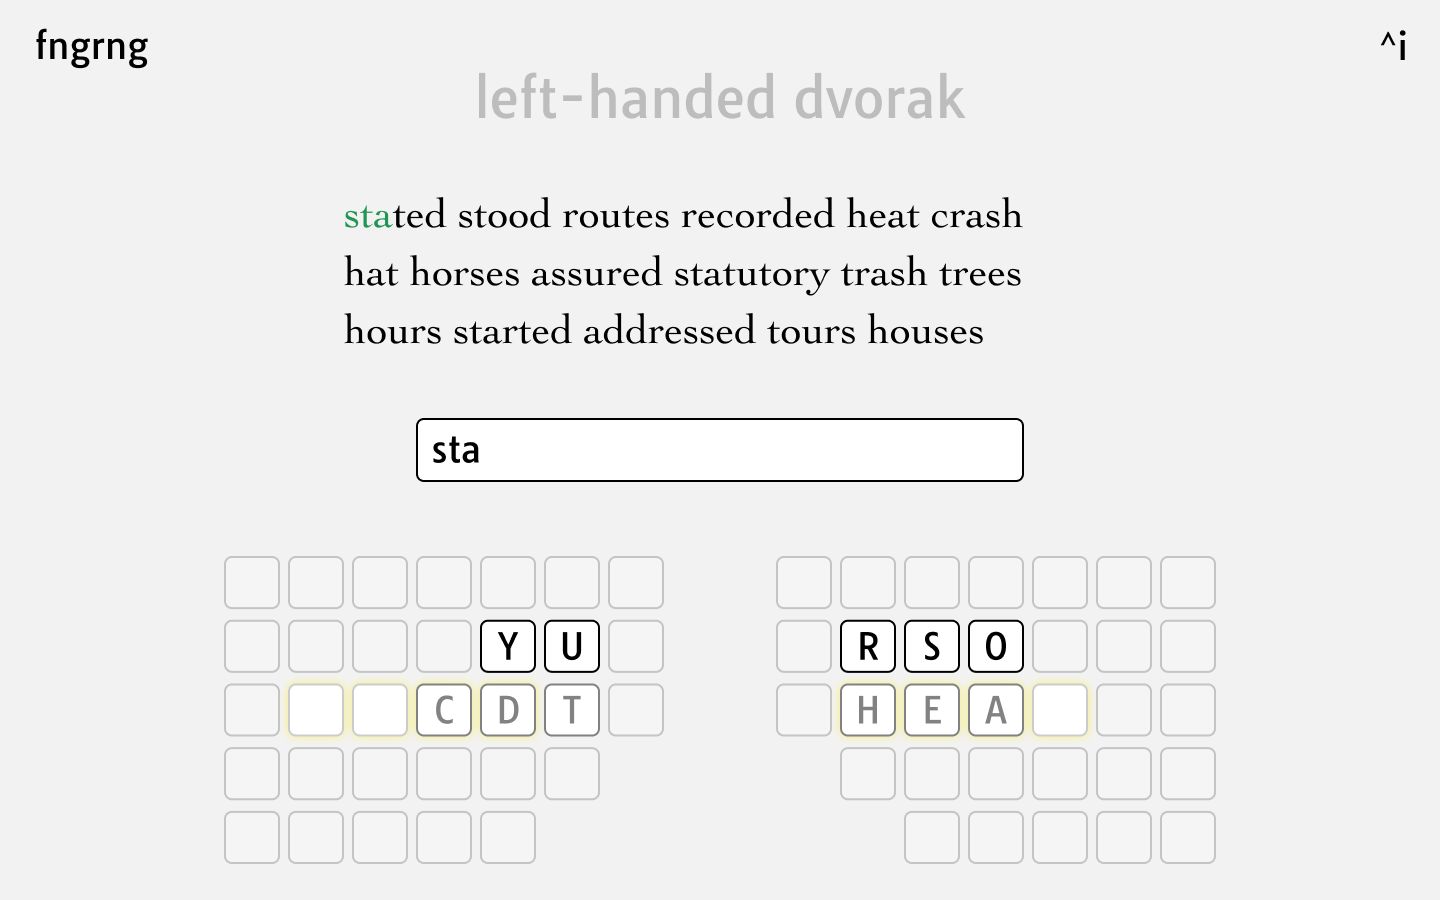 fngrng
^i
left-handed dvorak
stated stood routes recorded heat crash
hat horses assured statutory trash trees
hours started addressed tours houses
sta
Y U R S O
C D T H E A